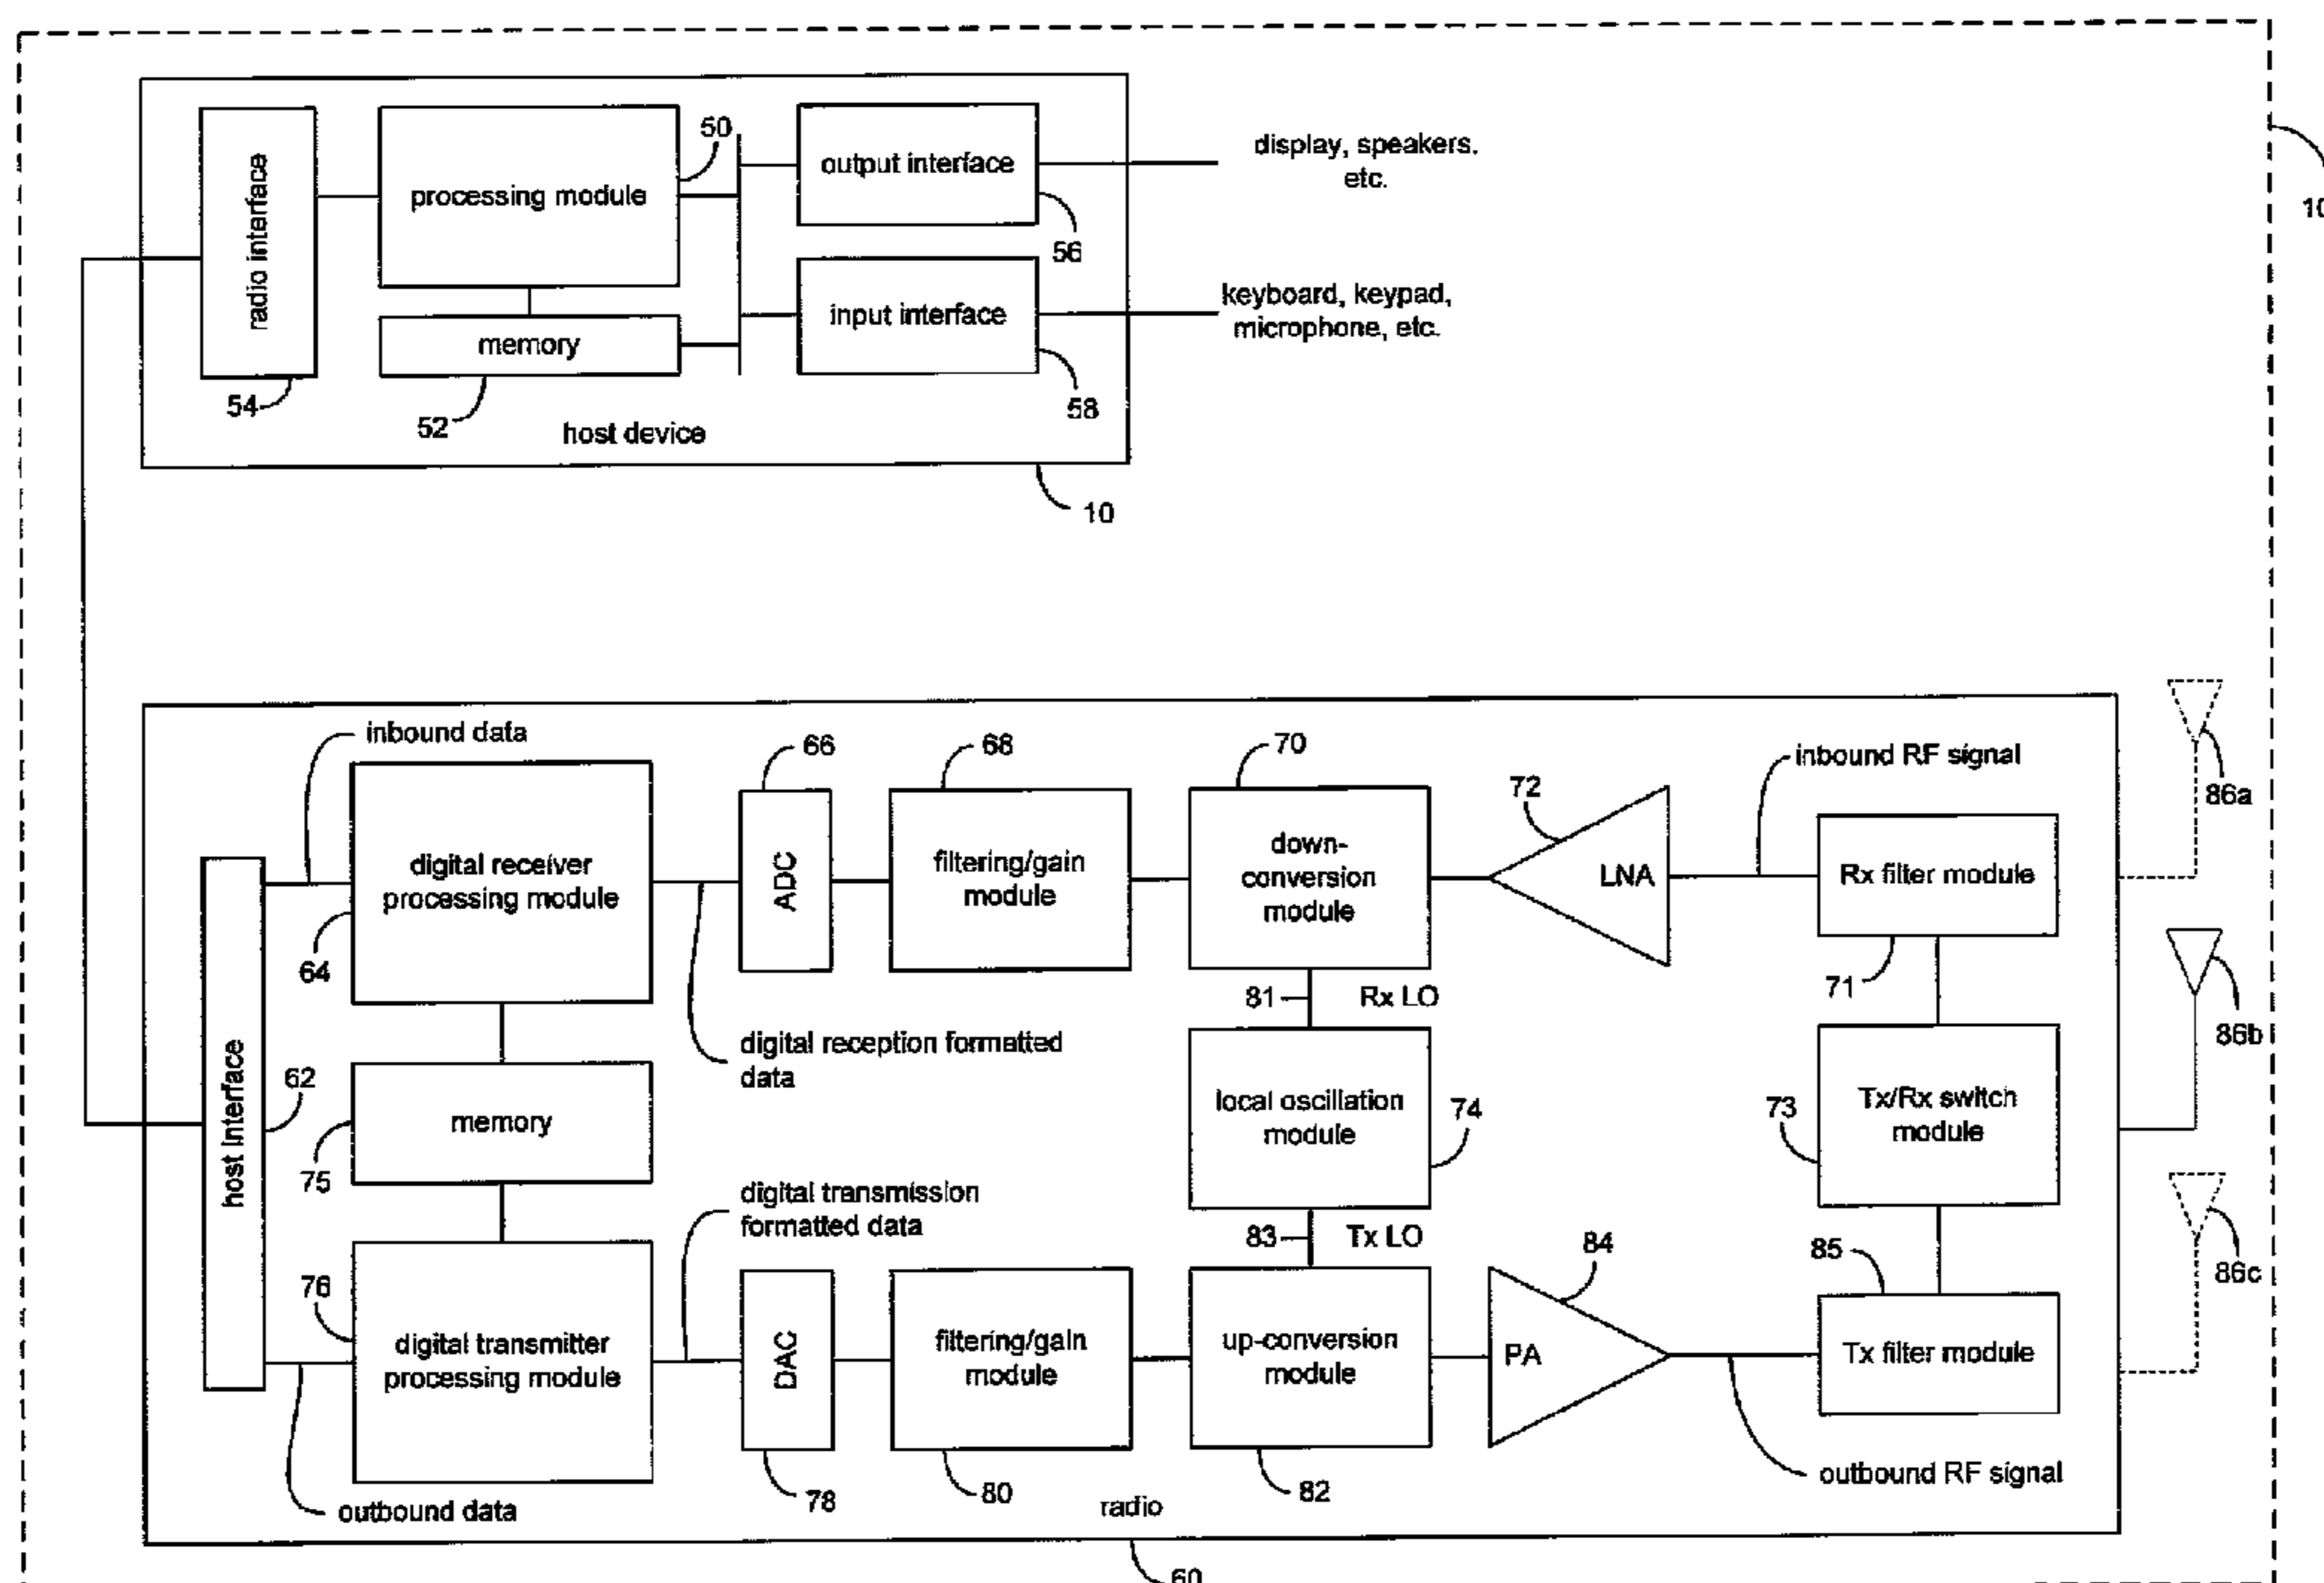 radio interface
processing module
50
output interface
56
display, speakers.
etc.
10
memory
input interface
58
keyboard, keypad,
microphone, etc.
54
52
host device
10
inbound data
66
68
70
72
inbound RF signal
86a
digital receiver
processing module
64
ADC
filtering/gain
module
down-
conversion
module
LNA
Rx filter module
71
81
Rx LO
86b
host interface
62
digital reception formatted
data
memory
75
local oscillation
module
74
73
Tx/Rx switch
module
digital transmission
formatted data
83
Tx LO
84
85
86c
76
digital transmitter
processing module
DAC
filtering/gain
module
up-conversion
module
PA
Tx filter module
outbound data
78
80
82
outbound RF signal
radio
60